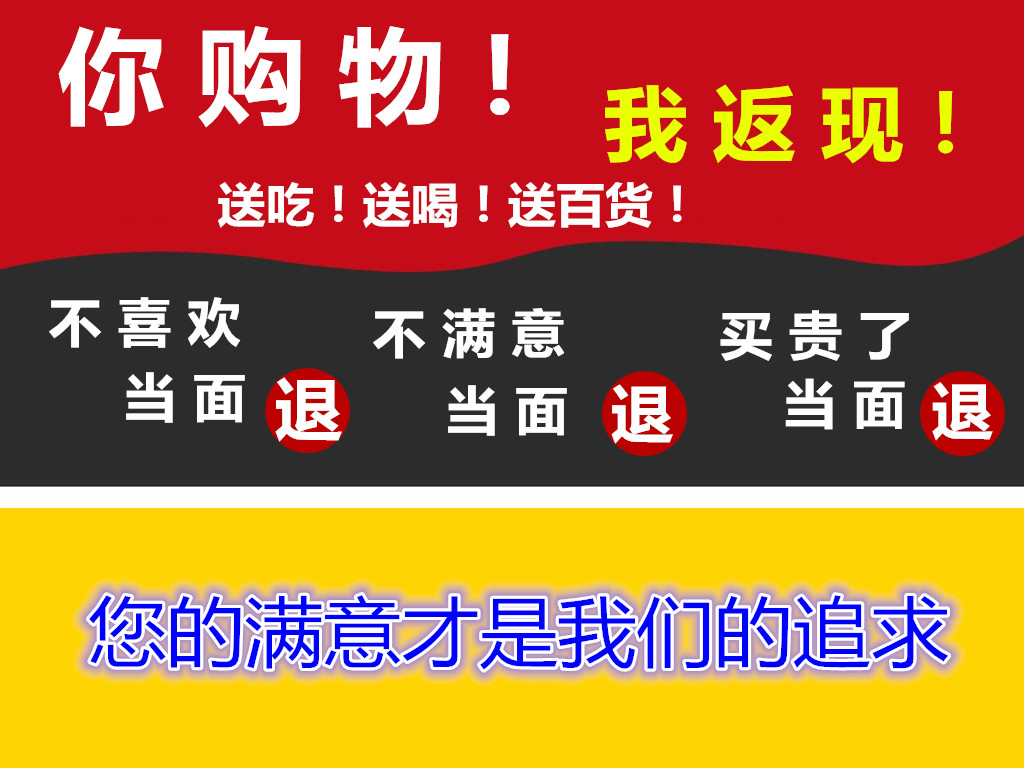 你购物！
我返现！
送吃！送喝！送百货！
不喜欢
当面退
不满意
当面退
买贵了
当面退
您的满意才是我们的追求